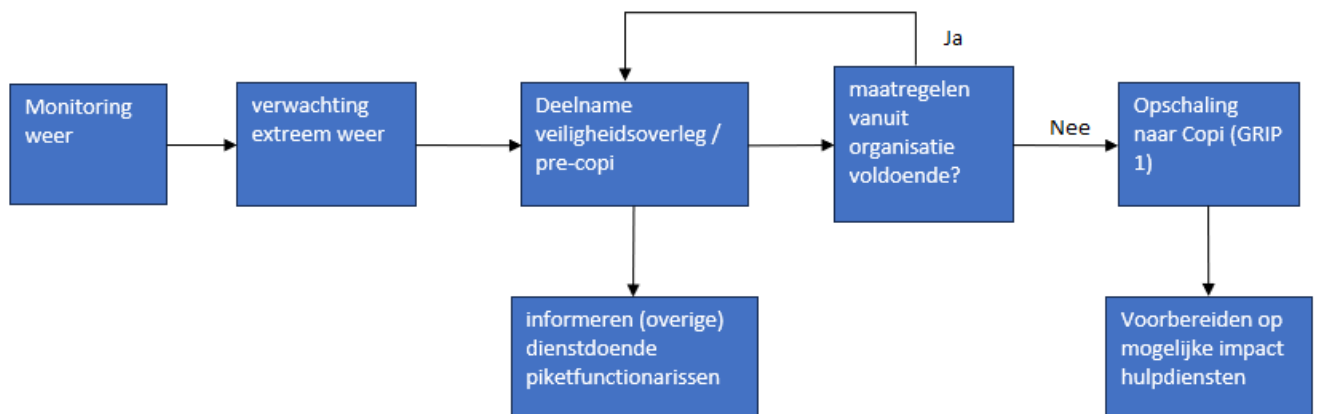 Monitoring
weer
verwachting
extreem weer
Deelname
veiligheidsoverleg /
pre-copi
Ja
maatregelen
vanuit
organisatie
voldoende?
Nee
Opschaling
naar Copi (GRIP
1)
informeren (overige)
dienstdoende
piketfunctionarissen
Voorbereiden op
mogelijke impact
hulpdiensten